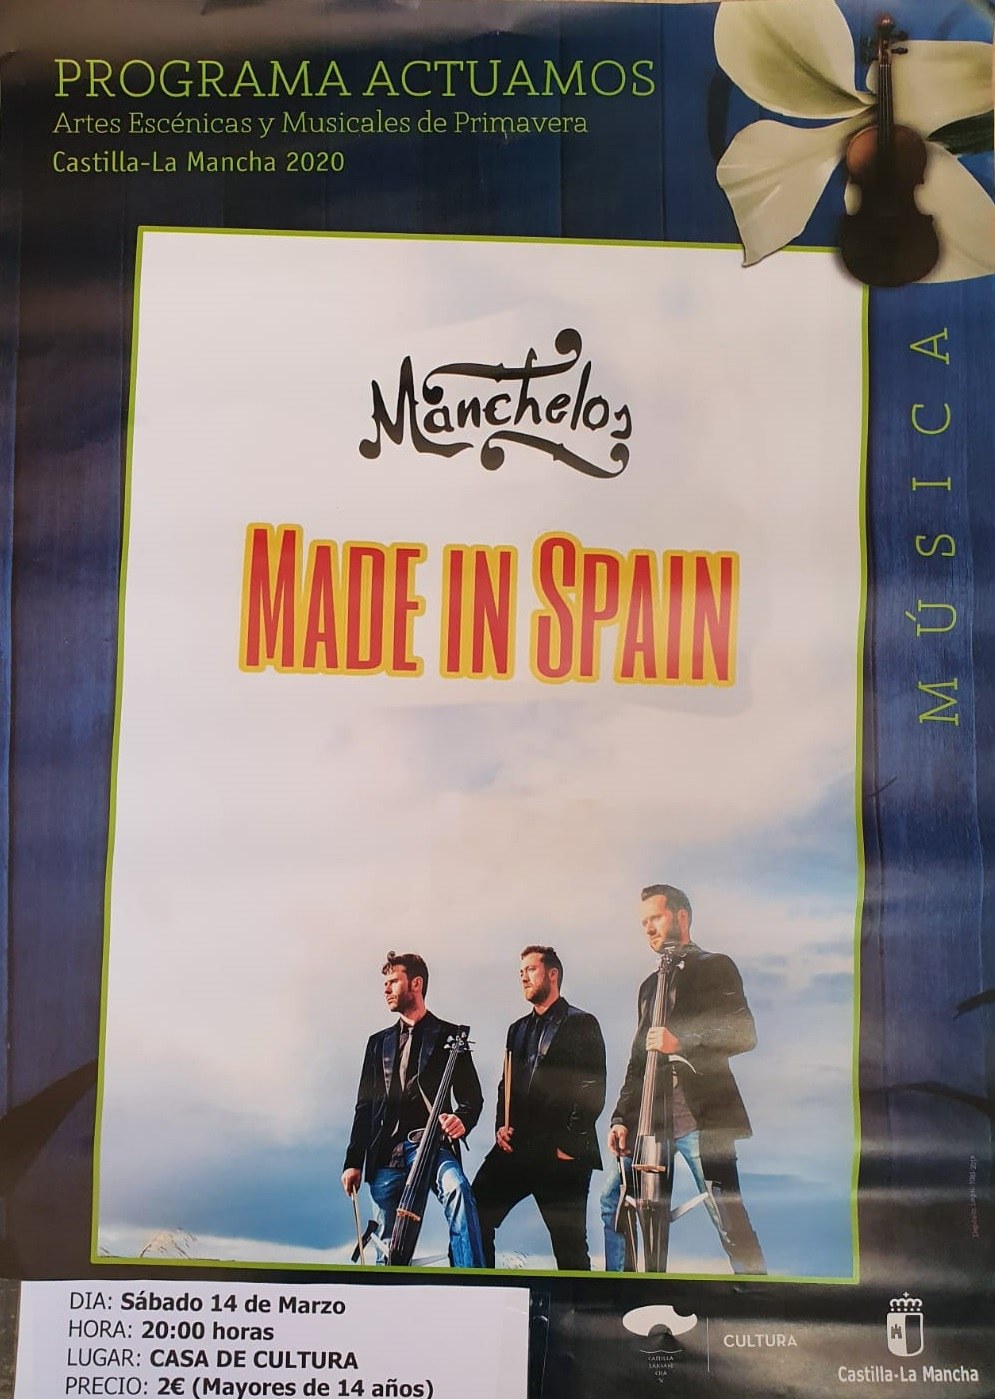 PROGRAMA ACTUAMOS
Artes Escénicas y Musicales de Primavera
Castilla-La Mancha 2020
MÚSICA
Manchelos
MADE IN SPAIN
DIA: Sábado 14 de Marzo
HORA: 20:00 horas
LUGAR: CASA DE CULTURA
PRECIO: 2€ (Mayores de 14 años)
CULTURA
Castilla-La Mancha